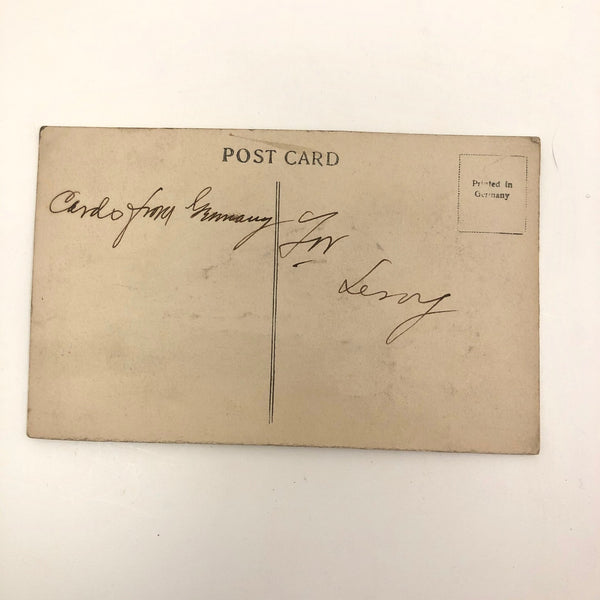 POST CARD
Printed in
Germany
Cards from Germany For
Leroy